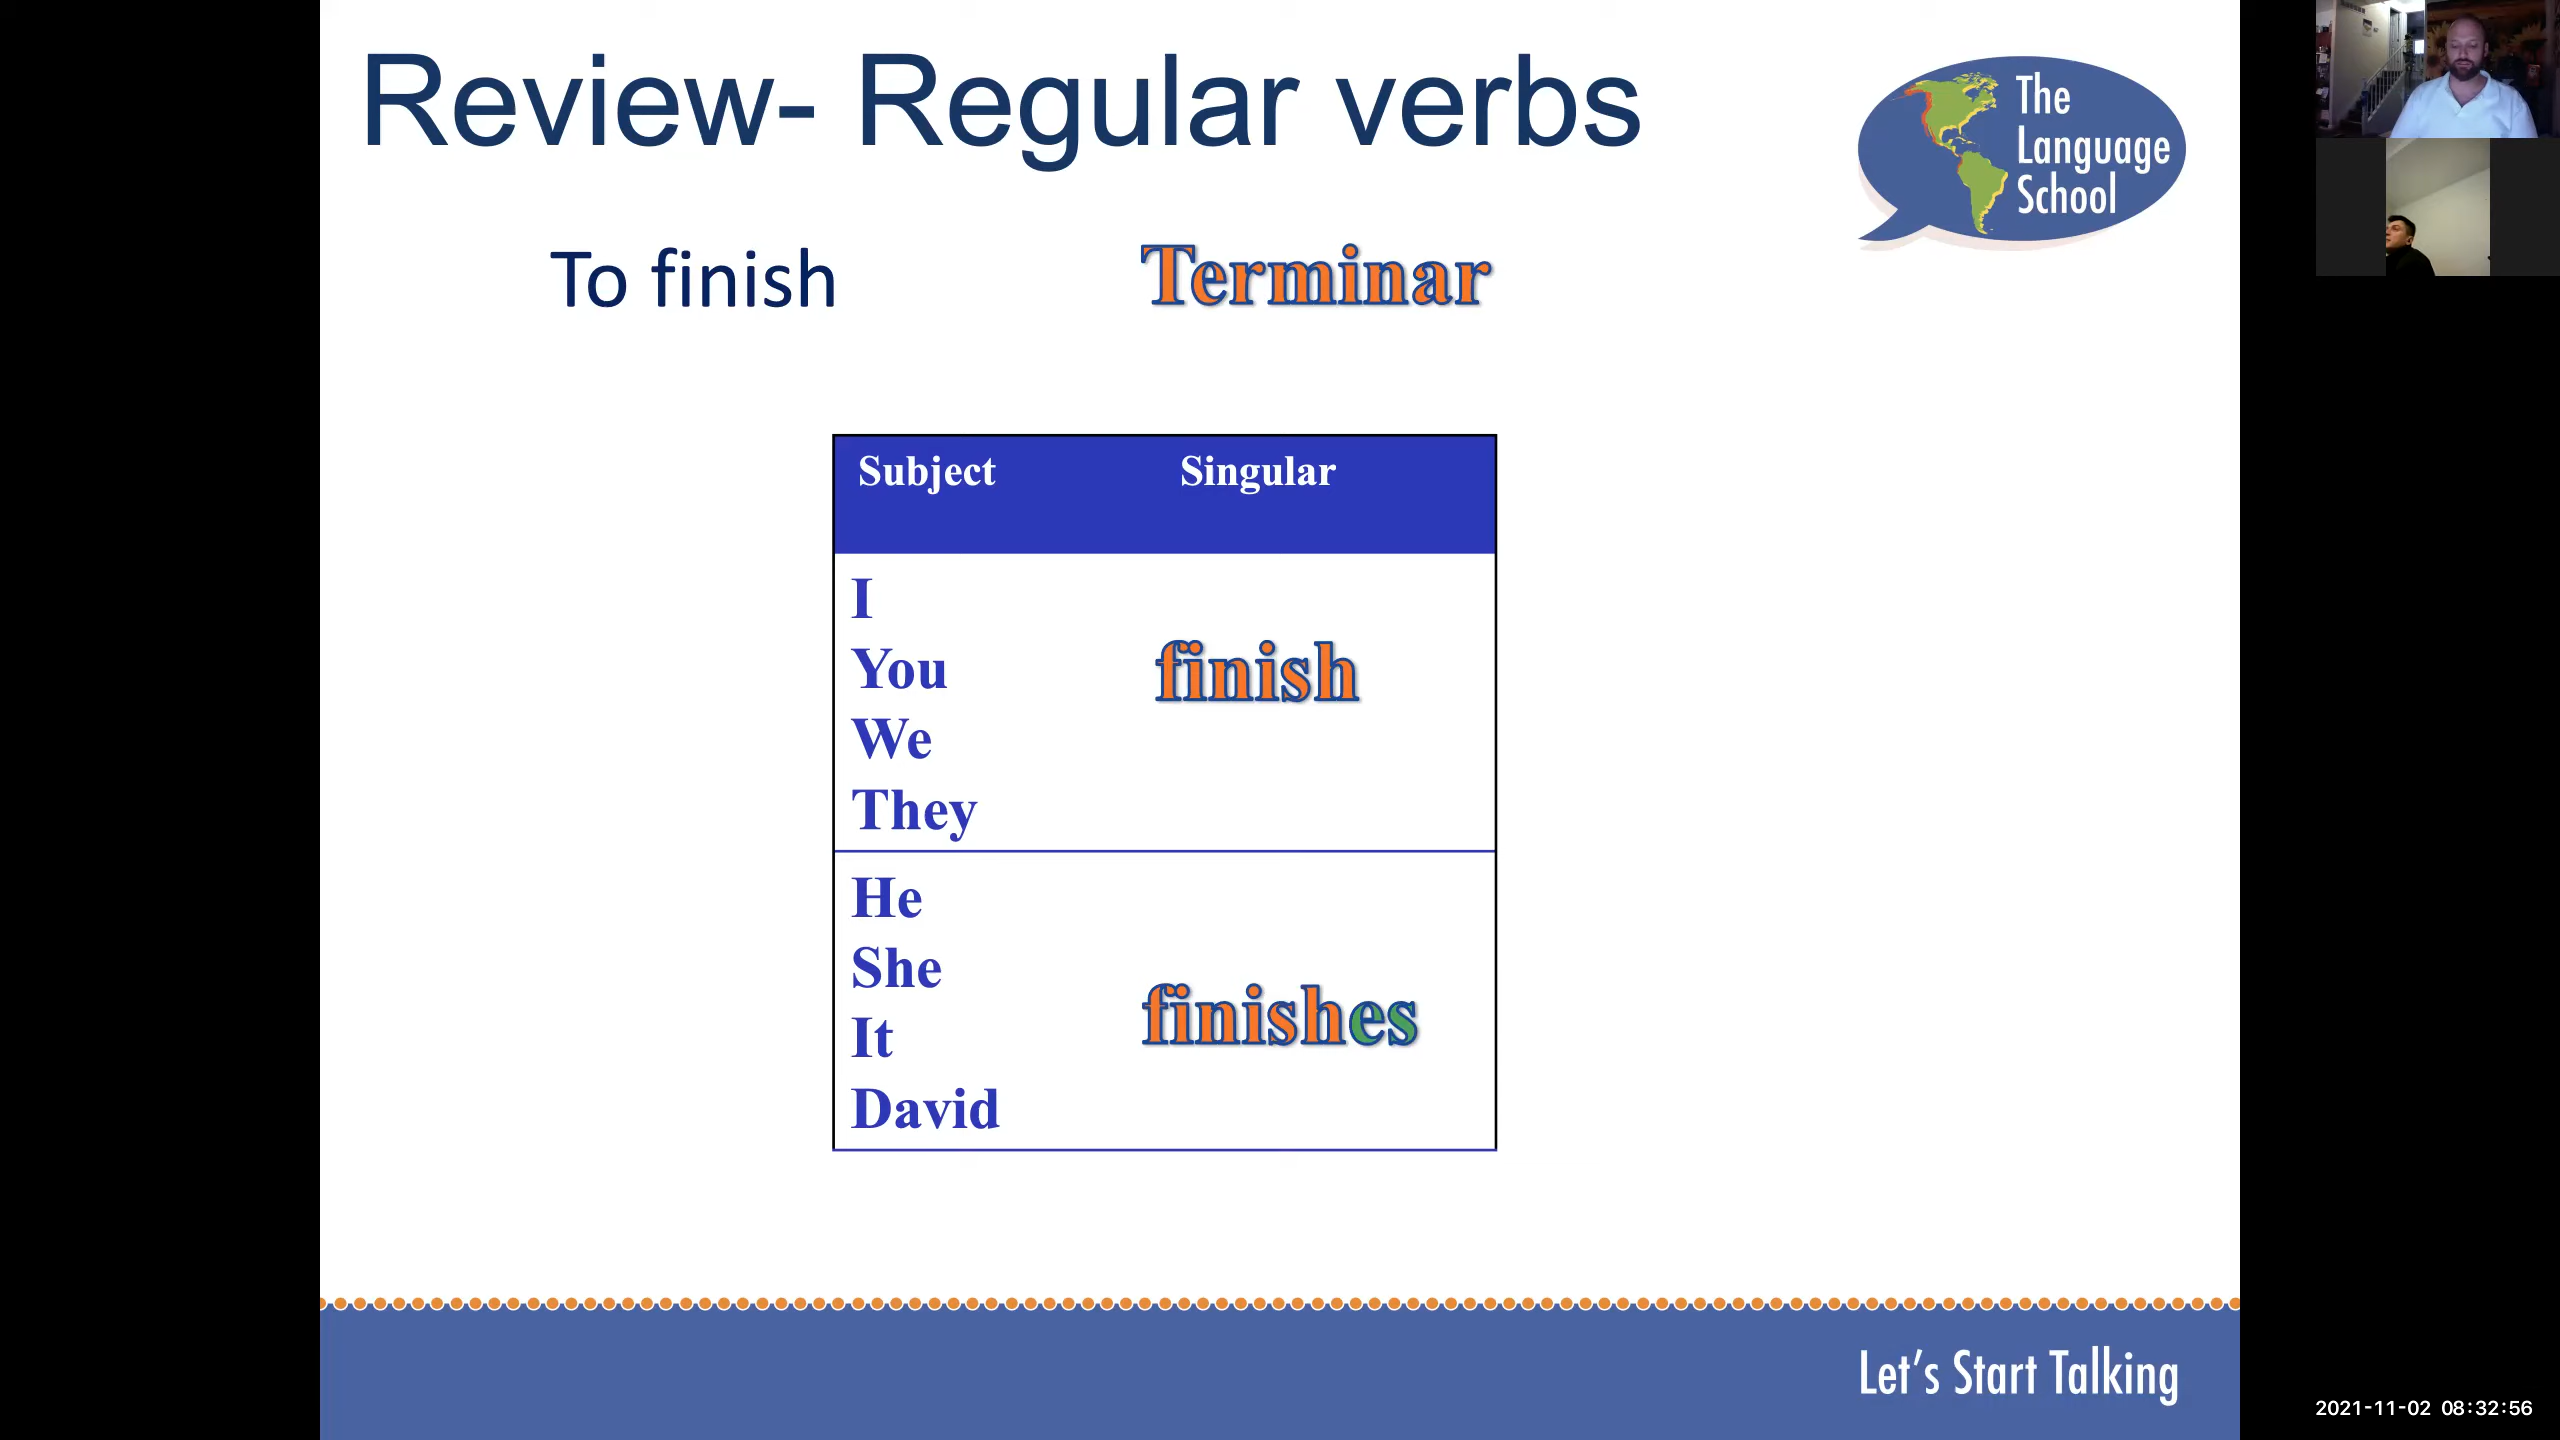 Review- Regular verbs
The
Language
School
To finish Terminar
Subject Singular
I
You
finish
We
They
He
She
finishes
It
David
Let's Start Talking
2021-11-02 08:32:56